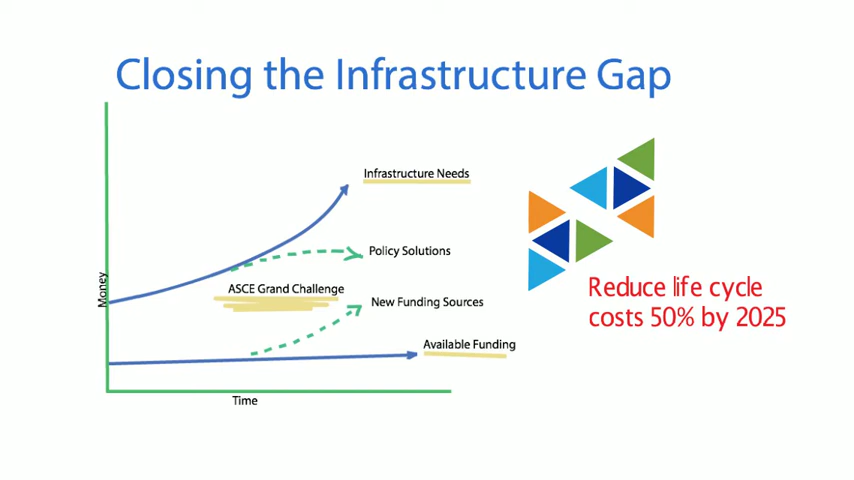 Closing the Infrastructure Gap
Infrastructure Needs
Policy Solutions
Money
ASCE Grand Challenge
New Funding Sources
Reduce life cycle
costs 50% by 2025
Available Funding
Time